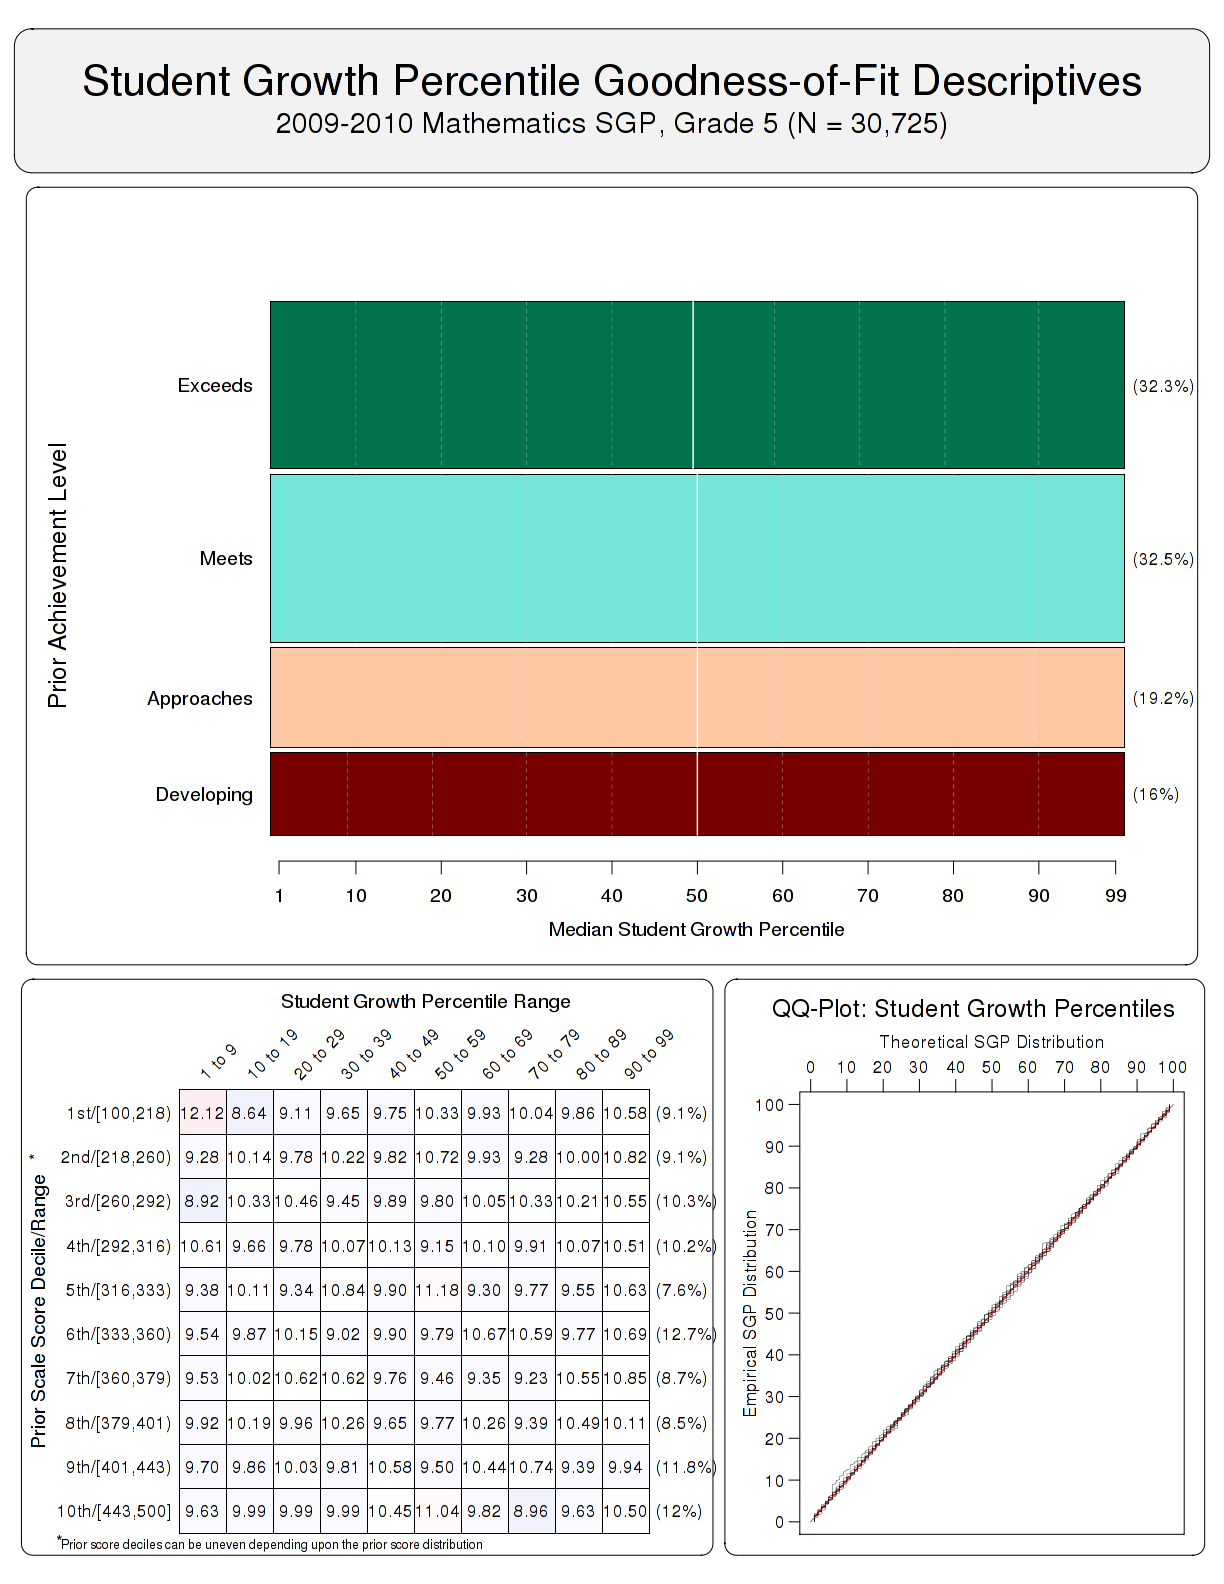 Student Growth Percentile Goodness-of-Fit Descriptives
2009-2010 Mathematics SGP, Grade 5 (N = 30,725)
Prior Achievement Level
Exceeds (32.3%)
Meets (32.5%)
Approaches (19.2%)
Developing (16%)
1 10 20 30 40 50 60 70 80 90 99
Median Student Growth Percentile
Student Growth Percentile Range
1 to 9 10 to 19 20 to 29 30 to 39 40 to 49 50 to 59 60 to 69 70 to 79 80 to 89 90 to 99
Prior Scale Score Decile/Range *
1st/[100,218) 12.12 8.64 9.11 9.65 9.75 10.33 9.93 10.04 9.86 10.58 (9.1%)
2nd/[218,260) 9.28 10.14 9.78 10.22 9.82 10.72 9.93 9.28 10.00 10.82 (9.1%)
3rd/[260,292) 8.92 10.33 10.46 9.45 9.89 9.80 10.05 10.33 10.21 10.55 (10.3%)
4th/[292,316) 10.61 9.66 9.78 10.07 10.13 9.15 10.10 9.91 10.07 10.51 (10.2%)
5th/[316,333) 9.38 10.11 9.34 10.84 9.90 11.18 9.30 9.77 9.55 10.63 (7.6%)
6th/[333,360) 9.54 9.87 10.15 9.02 9.90 9.79 10.67 10.59 9.77 10.69 (12.7%)
7th/[360,379) 9.53 10.02 10.62 10.62 9.76 9.46 9.35 9.23 10.55 10.85 (8.7%)
8th/[379,401) 9.92 10.19 9.96 10.26 9.65 9.77 10.26 9.39 10.49 10.11 (8.5%)
9th/[401,443) 9.70 9.86 10.03 9.81 10.58 9.50 10.44 10.74 9.39 9.94 (11.8%)
10th/[443,500] 9.63 9.99 9.99 9.99 10.45 11.04 9.82 8.96 9.63 10.50 (12%)
*Prior score deciles can be uneven depending upon the prior score distribution
QQ-Plot: Student Growth Percentiles
Theoretical SGP Distribution
0 10 20 30 40 50 60 70 80 90 100
Empirical SGP Distribution
100
90
80
70
60
50
40
30
20
10
0